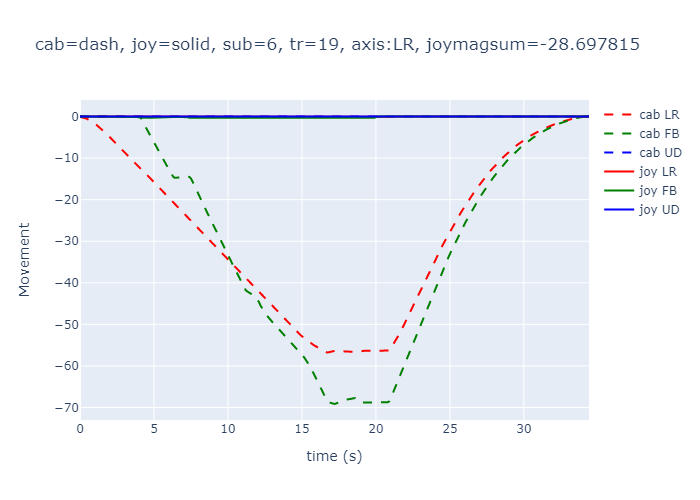 cab=dash, joy=solid, sub=6, tr=19, axis:LR, joymagsum=-28.697815
0
−10
−20
−30
−40
−50
−60
−70
Movement
0
5
10
15
20
25
30
time (s)
cab LR
cab FB
cab UD
joy LR
joy FB
joy UD